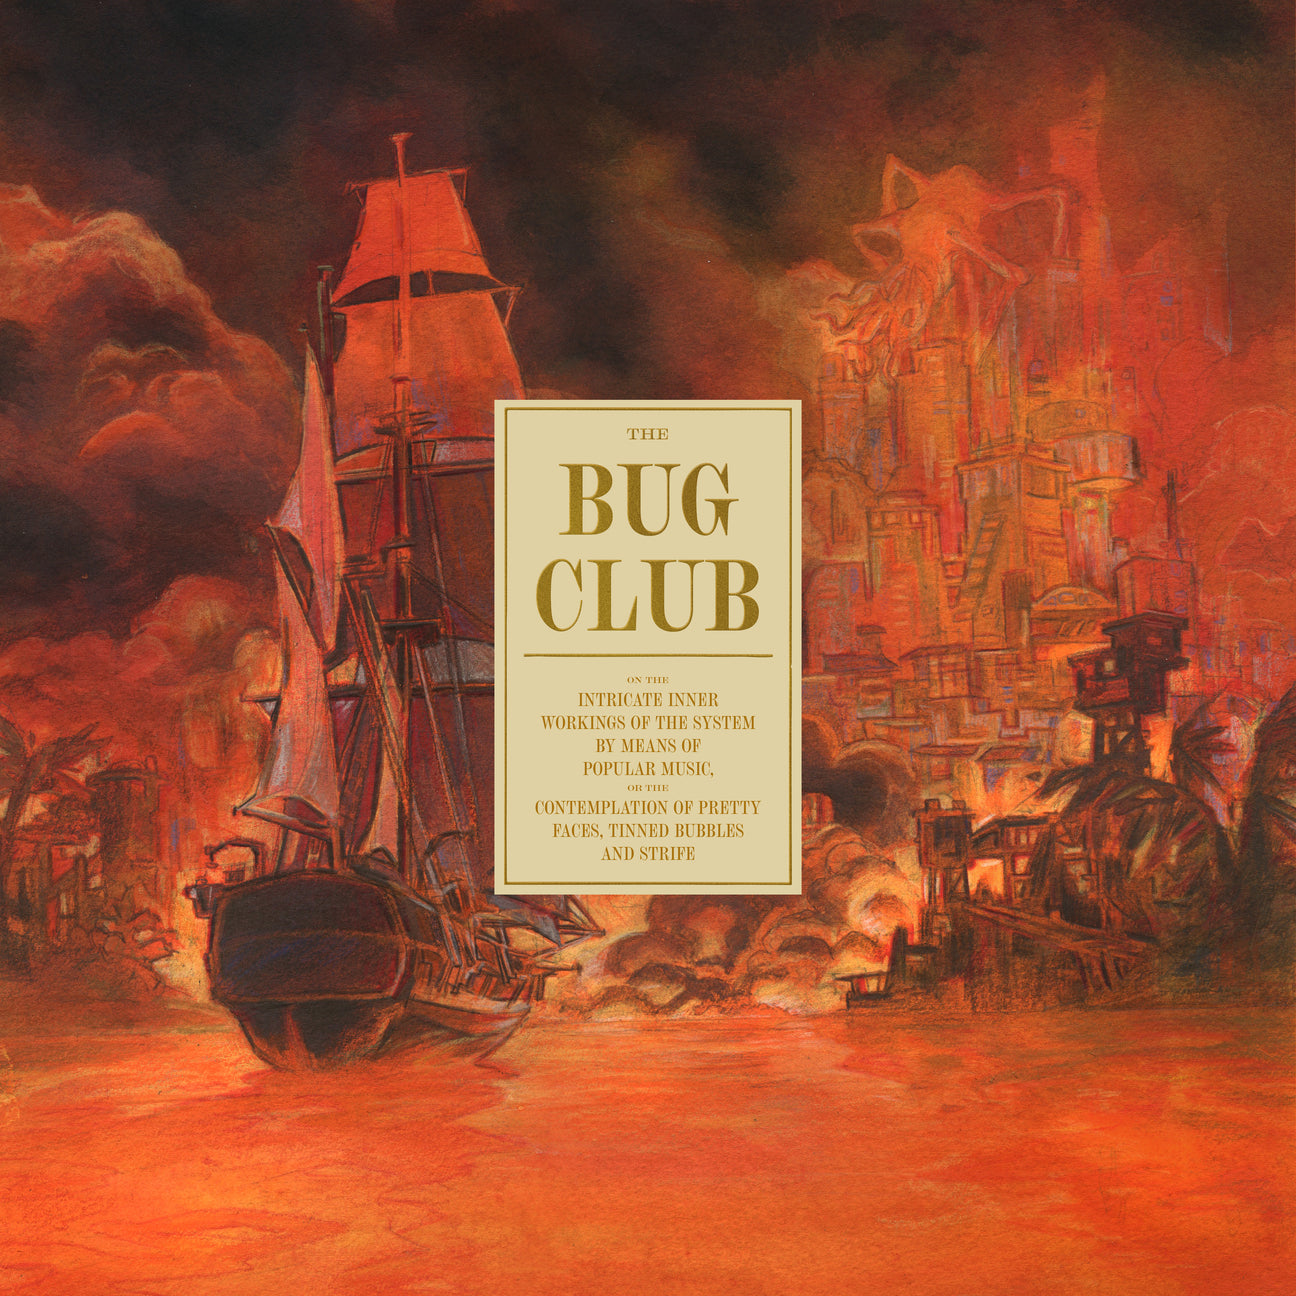 THE
BUG
CLUB
ON THE
INTRICATE INNER
WORKINGS OF THE SYSTEM
BY MEANS OF
POPULAR MUSIC,
OR THE
CONTEMPLATION OF PRETTY
FACES, TINNED BUBBLES
AND STRIFE